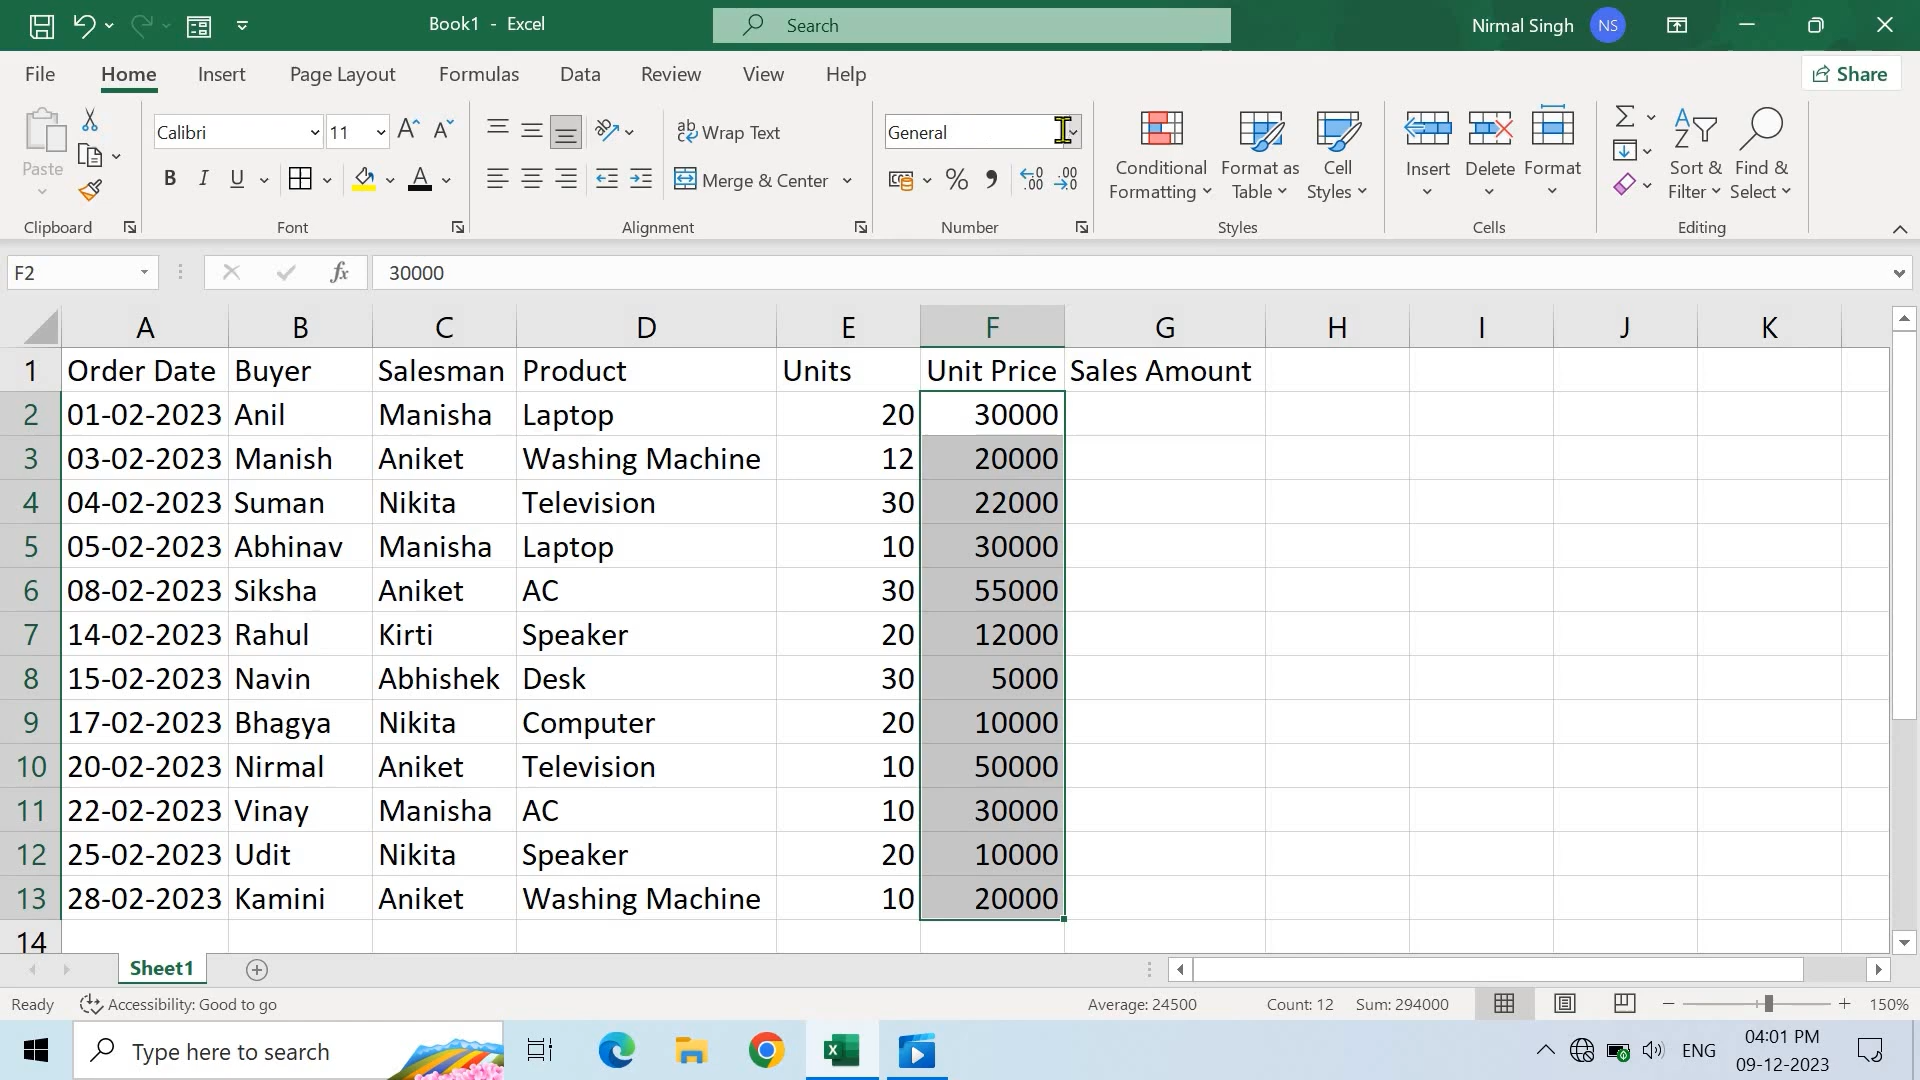 Book1 - Excel
Search
Nirmal Singh NS
File Home Insert Page Layout Formulas Data Review View Help Share
Paste
Clipboard
Calibri 11
B I U A
Font
ab Wrap Text
Merge & Center
Alignment
General
% , .00 .00
Number
Conditional Formatting
Format as Table
Cell Styles
Styles
Insert Delete Format
Cells
Sort & Filter
Find & Select
Editing
F2 fx 30000
A B C D E F G H I J K
1 Order Date Buyer Salesman Product Units Unit Price Sales Amount
2 01-02-2023 Anil Manisha Laptop 20 30000
3 03-02-2023 Manish Aniket Washing Machine 12 20000
4 04-02-2023 Suman Nikita Television 30 22000
5 05-02-2023 Abhinav Manisha Laptop 10 30000
6 08-02-2023 Siksha Aniket AC 30 55000
7 14-02-2023 Rahul Kirti Speaker 20 12000
8 15-02-2023 Navin Abhishek Desk 30 5000
9 17-02-2023 Bhagya Nikita Computer 20 10000
10 20-02-2023 Nirmal Aniket Television 10 50000
11 22-02-2023 Vinay Manisha AC 10 30000
12 25-02-2023 Udit Nikita Speaker 20 10000
13 28-02-2023 Kamini Aniket Washing Machine 10 20000
14
Sheet1
Ready Accessibility: Good to go Average: 24500 Count: 12 Sum: 294000 150%
Type here to search
ENG
04:01 PM
09-12-2023